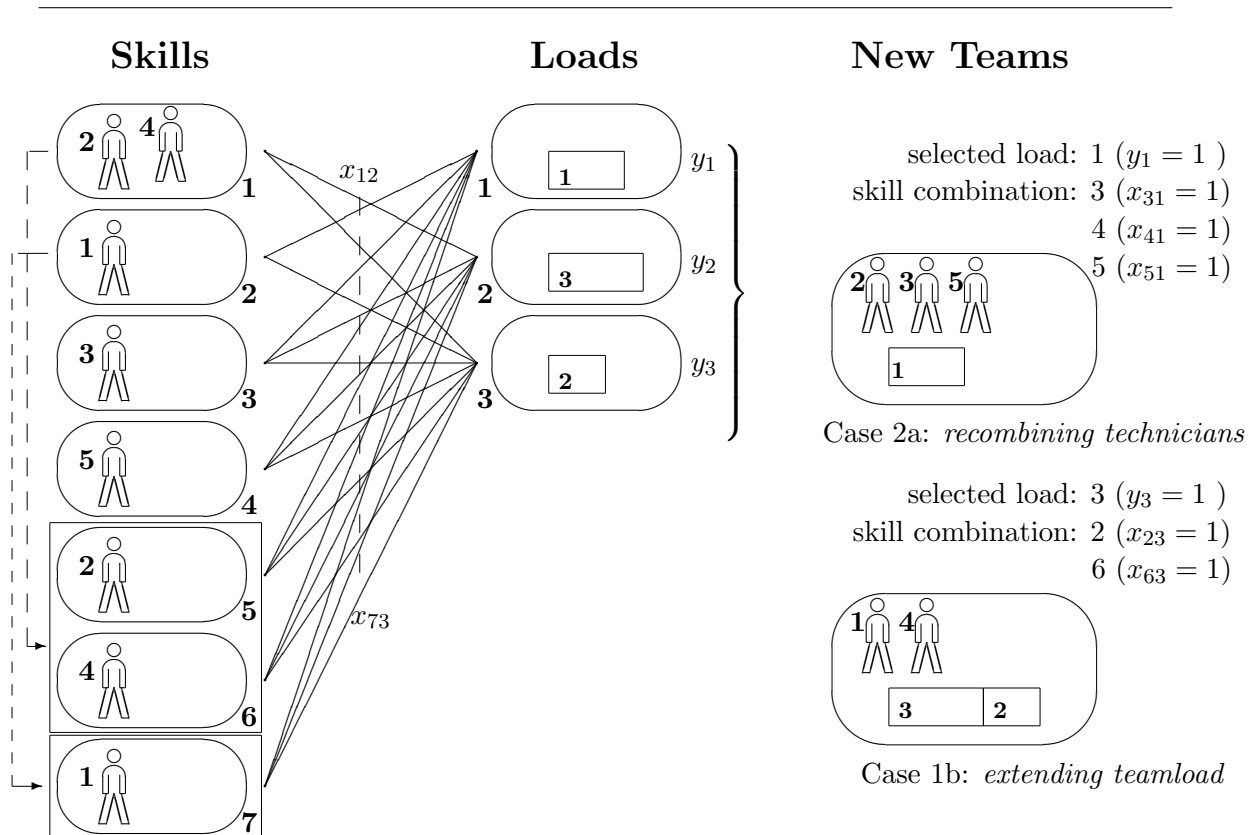 Skills
Loads
New Teams
2
4
1
1
2
3
3
5
4
2
5
4
6
1
7
x12
x73
1
1
y1
3
2
y2
2
3
y3
selected load: 1 (y1 = 1 )
skill combination: 3 (x31 = 1)
4 (x41 = 1)
5 (x51 = 1)
2 3 5
1
Case 2a: recombining technicians
selected load: 3 (y3 = 1 )
skill combination: 2 (x23 = 1)
6 (x63 = 1)
1 4
3 2
Case 1b: extending teamload